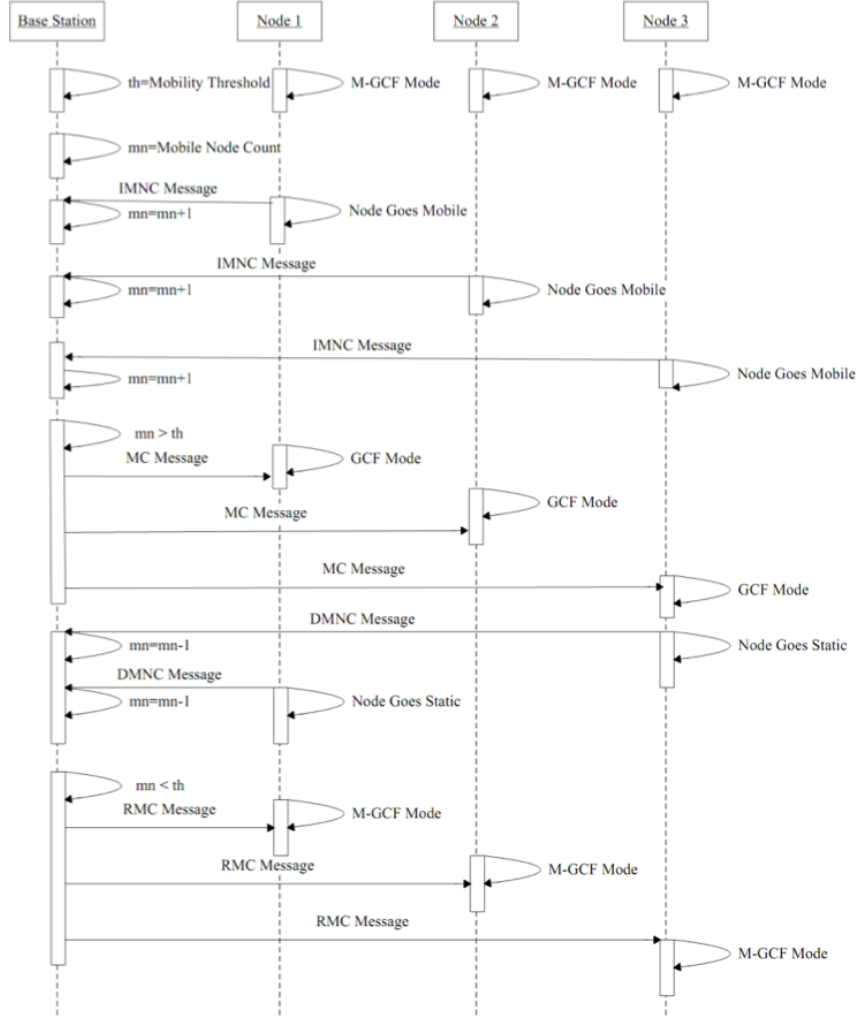 Base Station
Node 1
Node 2
Node 3
th=Mobility Threshold
M-GCF Mode
M-GCF Mode
M-GCF Mode
mn=Mobile Node Count
IMNC Message
mn=mn+1
Node Goes Mobile
IMNC Message
mn=mn+1
Node Goes Mobile
IMNC Message
mn=mn+1
Node Goes Mobile
mn > th
MC Message
GCF Mode
MC Message
GCF Mode
MC Message
GCF Mode
DMNC Message
mn=mn-1
Node Goes Static
DMNC Message
mn=mn-1
Node Goes Static
mn < th
RMC Message
M-GCF Mode
RMC Message
M-GCF Mode
RMC Message
M-GCF Mode